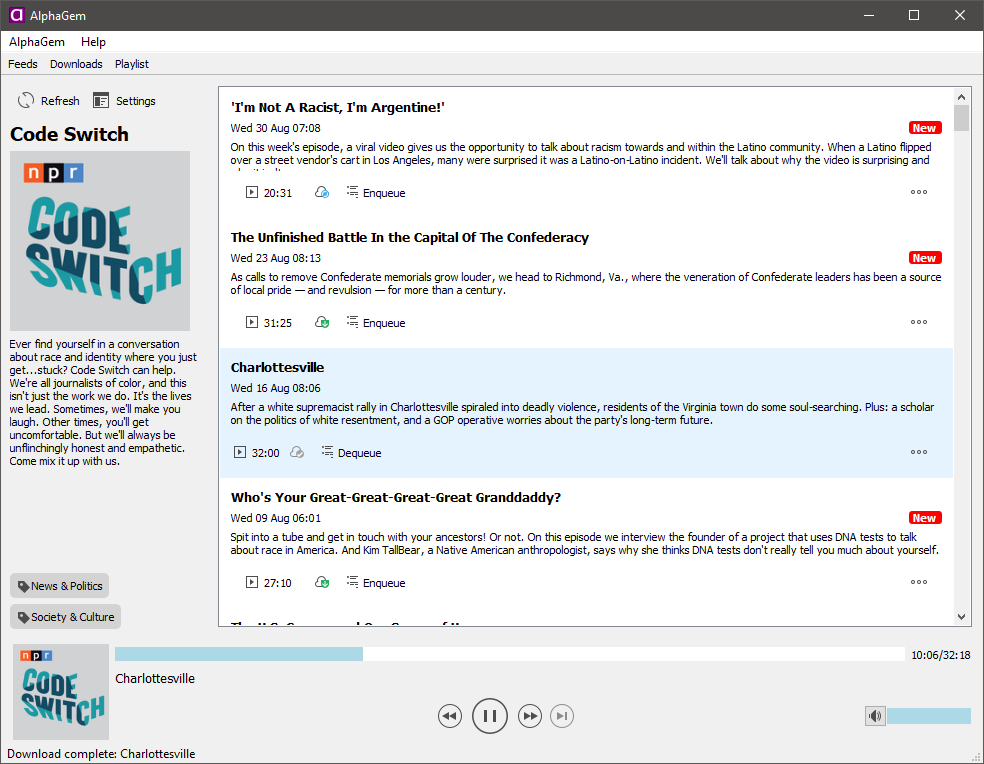 AlphaGem
AlphaGem Help
Feeds Downloads Playlist
Refresh Settings
Code Switch
npr
CODE
SWITCH
Ever find yourself in a conversation
about race and identity where you just
get...stuck? Code Switch can help.
We're all journalists of color, and this
isn't just the work we do. It's the lives
we lead. Sometimes, we'll make you
laugh. Other times, you'll get
uncomfortable. But we'll always be
unflinchingly honest and empathetic.
Come mix it up with us.
News & Politics
Society & Culture
'I'm Not A Racist, I'm Argentine!'
Wed 30 Aug 07:08
New
On this week's episode, a viral video gives us the opportunity to talk about racism towards and within the Latino community. When a Latino flipped
over a street vendor's cart in Los Angeles, many were surprised it was a Latino-on-Latino incident. We'll talk about why the video is surprising and
20:31 Enqueue
The Unfinished Battle In the Capital Of The Confederacy
Wed 23 Aug 08:13
New
As calls to remove Confederate memorials grow louder, we head to Richmond, Va., where the veneration of Confederate leaders has been a source
of local pride — and revulsion — for more than a century.
31:25 Enqueue
Charlottesville
Wed 16 Aug 08:06
After a white supremacist rally in Charlottesville spiraled into deadly violence, residents of the Virginia town do some soul-searching. Plus: a scholar
on the politics of white resentment, and a GOP operative worries about the party's long-term future.
32:00 Dequeue
Who's Your Great-Great-Great-Great Granddaddy?
Wed 09 Aug 06:01
New
Spit into a tube and get in touch with your ancestors! Or not. On this episode we interview the founder of a project that uses DNA tests to talk
about race in America. And Kim TallBear, a Native American anthropologist, says why she thinks DNA tests don't really tell you much about yourself.
27:10 Enqueue
npr
CODE
SWITCH
10:06/32:18
Charlottesville
Download complete: Charlottesville